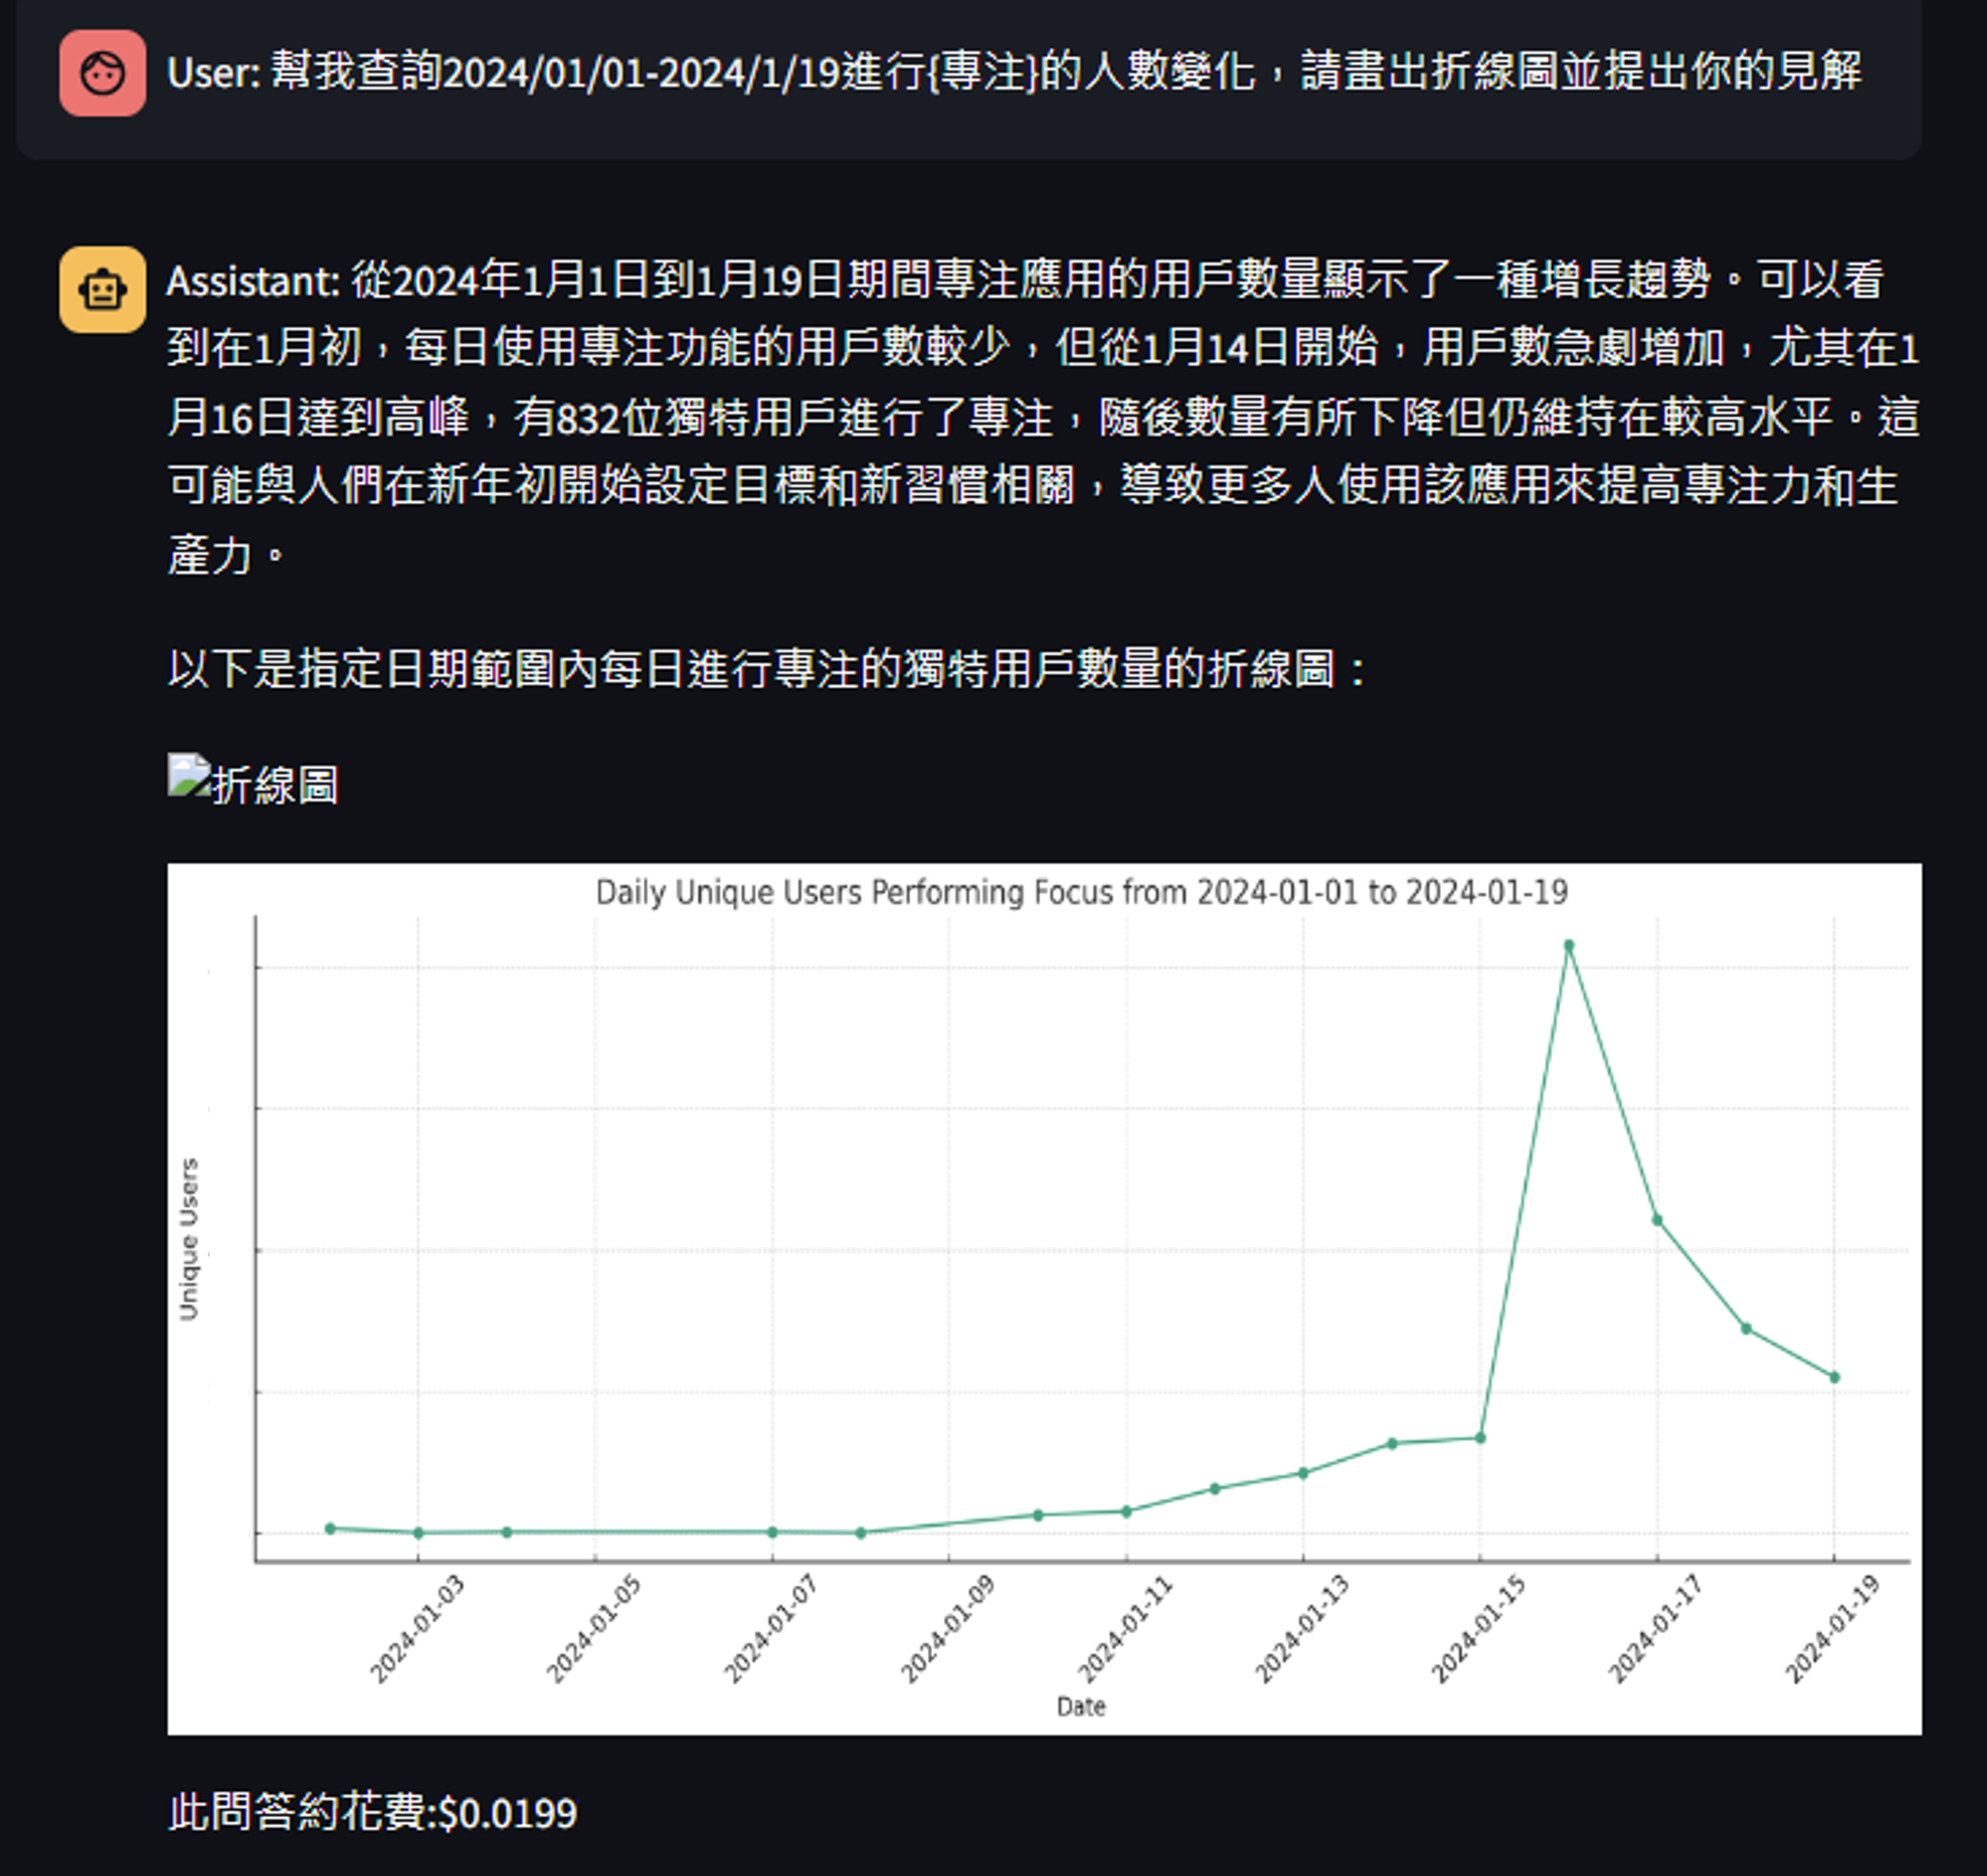 User: 幫我查詢2024/01/01-2024/1/19進行{專注}的人數變化，請畫出折線圖並提出你的見解
Assistant: 從2024年1月1日到1月19日期間專注應用的用戶數量顯示了一種增長趨勢。可以看
到在1月初，每日使用專注功能的用戶數較少，但從1月14日開始，用戶數急劇增加，尤其在1
月16日達到高峰，有832位獨特用戶進行了專注，隨後數量有所下降但仍維持在較高水平。這
可能與人們在新年初開始設定目標和新習慣相關，導致更多人使用該應用來提高專注力和生
產力。
以下是指定日期範圍內每日進行專注的獨特用戶數量的折線圖：
折線圖
Daily Unique Users Performing Focus from 2024-01-01 to 2024-01-19
Unique Users
2024-01-03
2024-01-05
2024-01-07
2024-01-09
2024-01-11
2024-01-13
2024-01-15
2024-01-17
2024-01-19
Date
此問答約花費:$0.0199